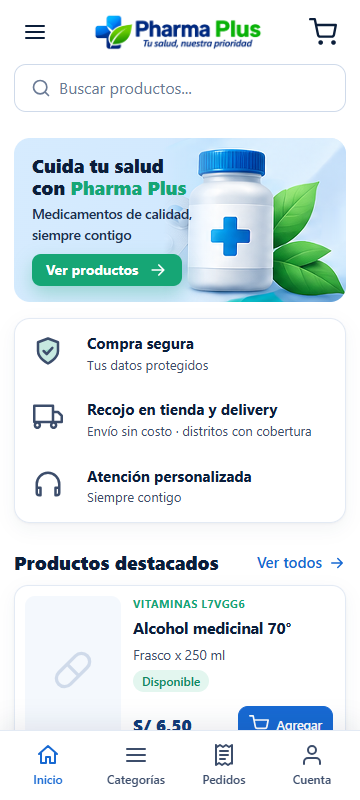 Pharma Plus
Tu salud, nuestra prioridad
Buscar productos...
Cuida tu salud
con Pharma Plus
Medicamentos de calidad,
siempre contigo
Ver productos
Compra segura
Tus datos protegidos
Recojo en tienda y delivery
Envío sin costo · distritos con cobertura
Atención personalizada
Siempre contigo
Productos destacados
Ver todos
VITAMINAS L7VGG6
Alcohol medicinal 70°
Frasco x 250 ml
Disponible
S/ 6.50
Agregar
Inicio
Categorías
Pedidos
Cuenta